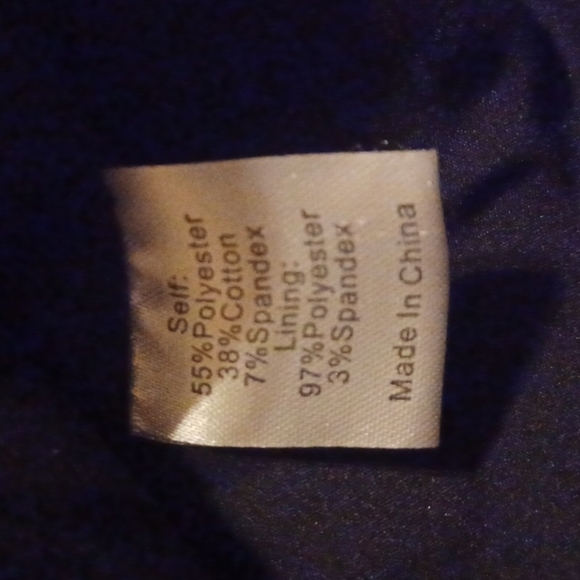 Self:
55%Polyester
38%Cotton
7%Spandex
Lining:
97%Polyester
3%Spandex
Made In China